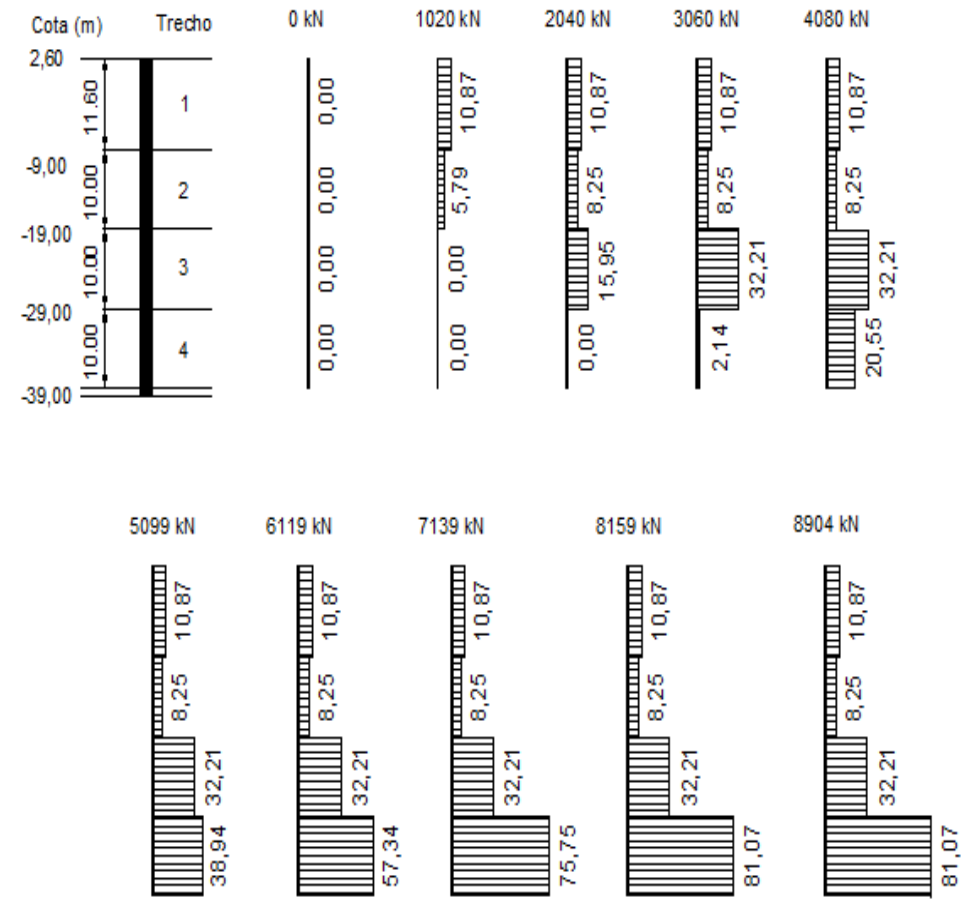 Cota (m) Trecho 0 kN 1020 kN 2040 kN 3060 kN 4080 kN
2,60
11.60 1 0,00 10,87 10,87 10,87 10,87
-9,00
10.00 2 0,00 5,79 8,25 8,25 8,25
-19,00
10.00 3 0,00 0,00 15,95 32,21 32,21
-29,00
10.00 4 0,00 0,00 0,00 2,14 20,55
-39,00
5099 kN 6119 kN 7139 kN 8159 kN 8904 kN
10,87 10,87 10,87 10,87 10,87
8,25 8,25 8,25 8,25 8,25
32,21 32,21 32,21 32,21 32,21
38,94 57,34 75,75 81,07 81,07